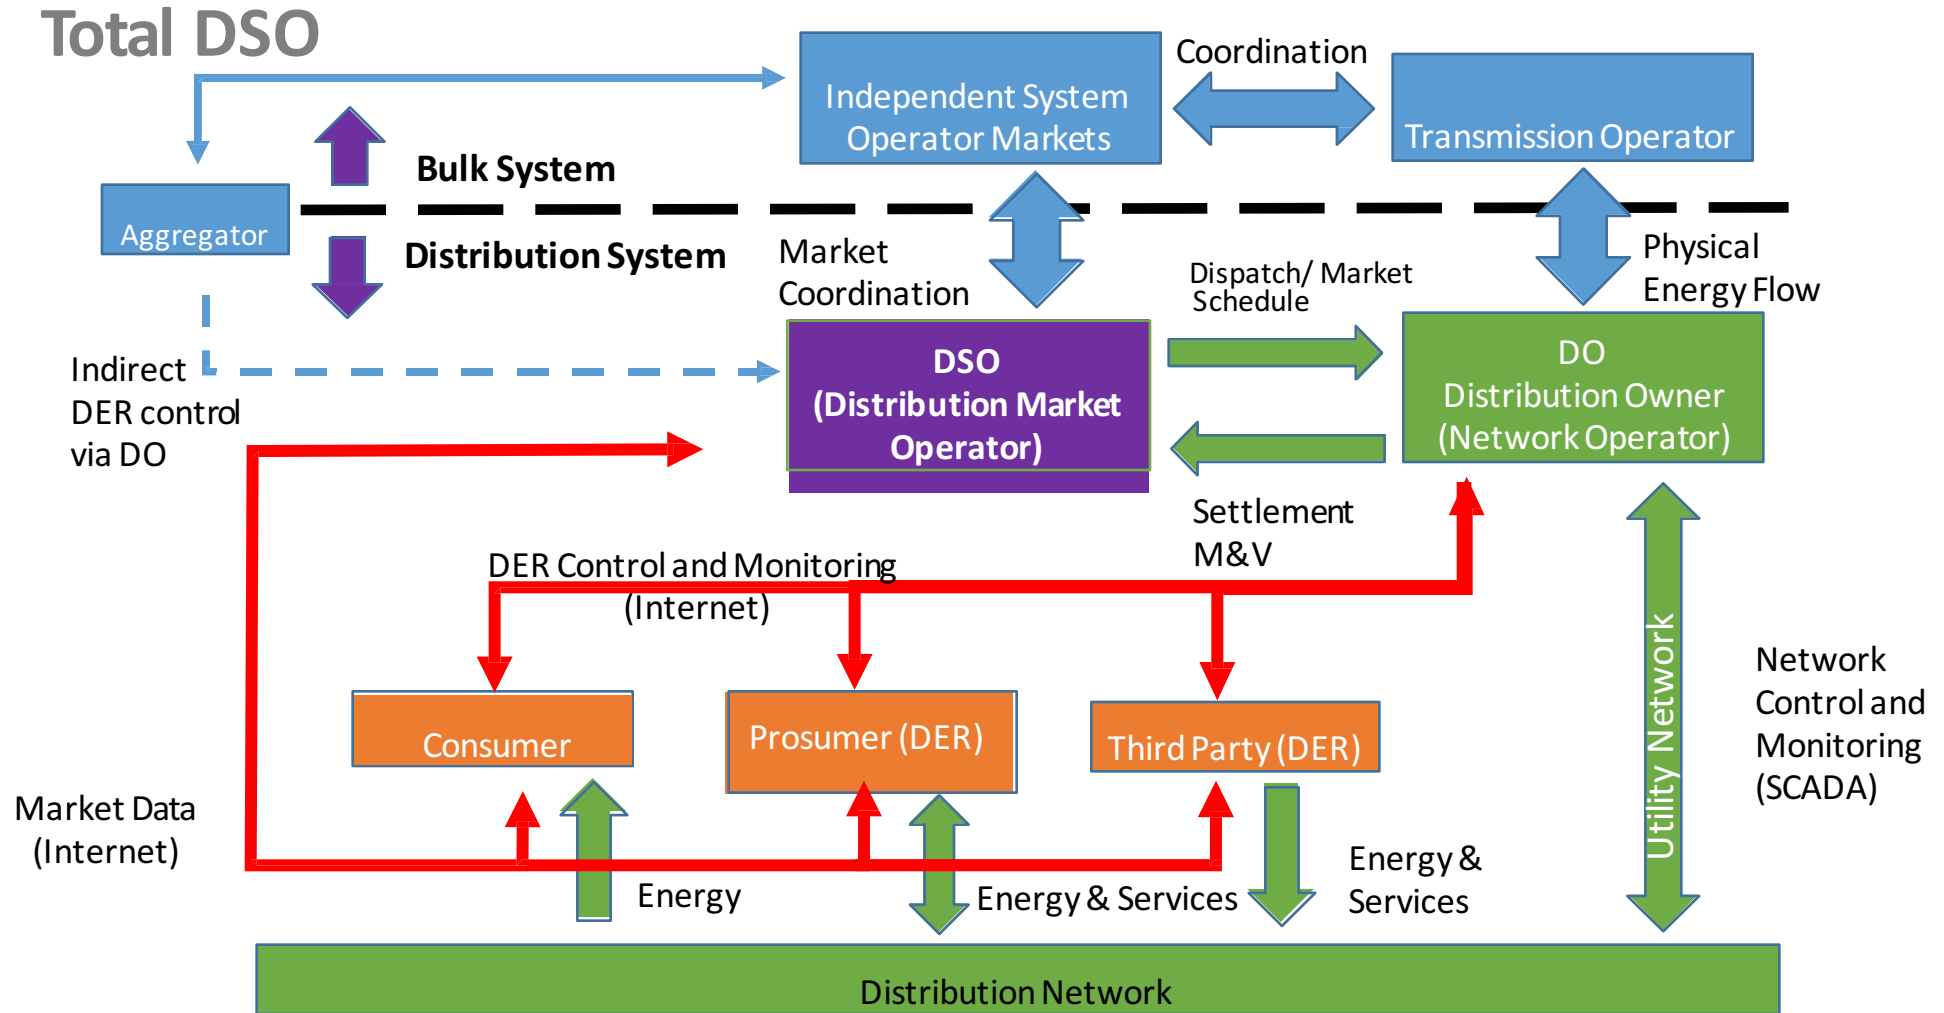 Total DSO
Independent System
Operator Markets
Coordination
Transmission Operator
Bulk System
Aggregator
Distribution System
Market
Coordination
Dispatch/ Market
Schedule
Physical
Energy Flow
Indirect
DER control
via DO
DSO
(Distribution Market
Operator)
DO
Distribution Owner
(Network Operator)
Settlement
M&V
DER Control and Monitoring
(Internet)
Consumer
Prosumer (DER)
Third Party (DER)
Utility Network
Network
Control and
Monitoring
(SCADA)
Market Data
(Internet)
Energy
Energy & Services
Energy &
Services
Distribution Network